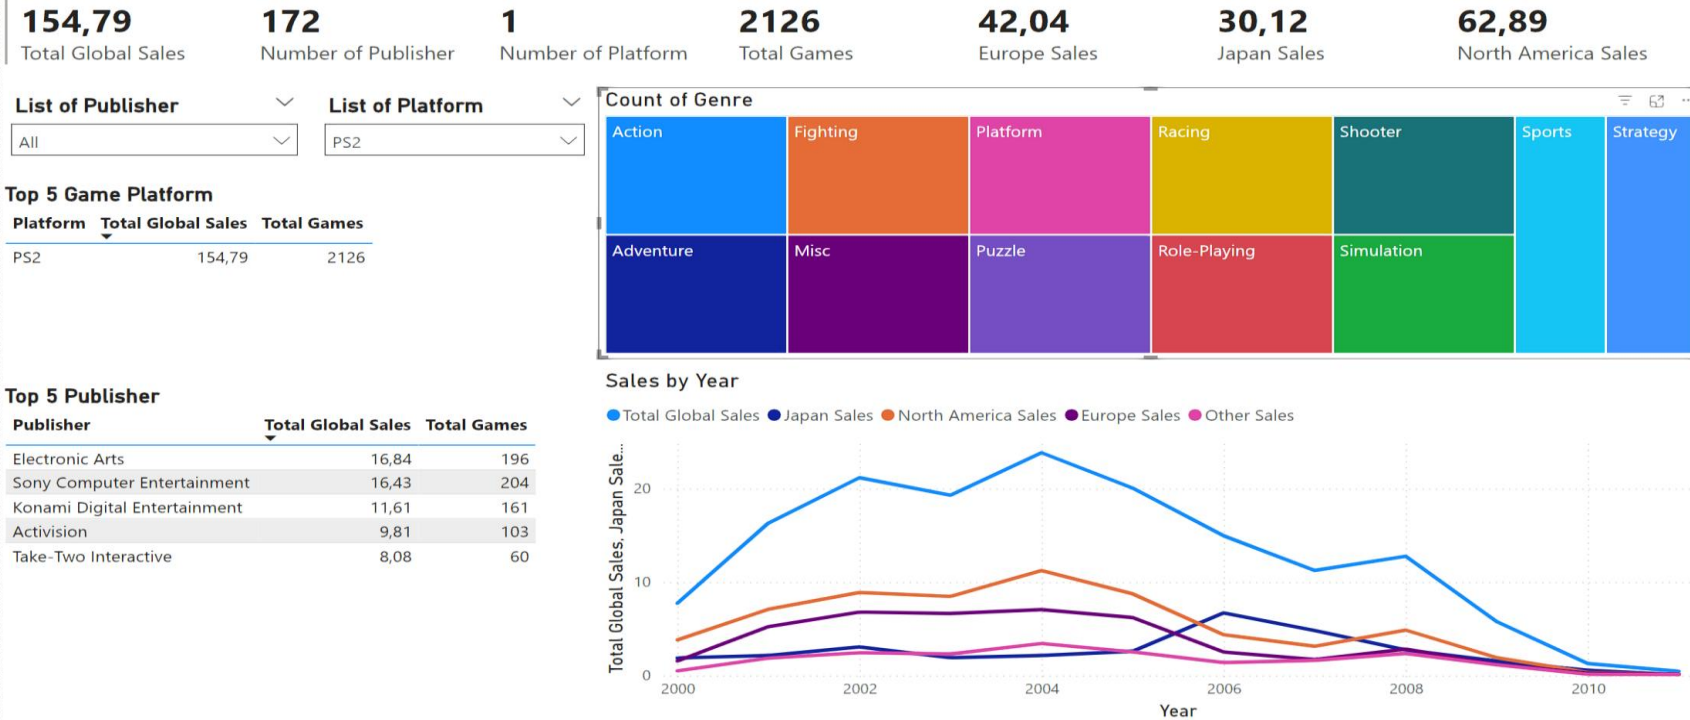 154,79
Total Global Sales
172
Number of Publisher
1
Number of Platform
2126
Total Games
42,04
Europe Sales
30,12
Japan Sales
62,89
North America Sales
List of Publisher
All
List of Platform
PS2
Top 5 Game Platform
Platform Total Global Sales Total Games
PS2 154,79 2126
Top 5 Publisher
Publisher Total Global Sales Total Games
Electronic Arts 16,84 196
Sony Computer Entertainment 16,43 204
Konami Digital Entertainment 11,61 161
Activision 9,81 103
Take-Two Interactive 8,08 60
Count of Genre
Action Fighting Platform Racing Shooter Sports Strategy
Adventure Misc Puzzle Role-Playing Simulation
Sales by Year
Total Global Sales Japan Sales North America Sales Europe Sales Other Sales
Total Global Sales, Japan Sale...
20
10
0
2000 2002 2004 2006 2008 2010
Year